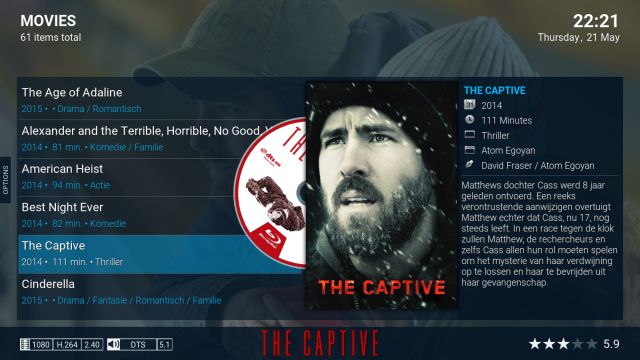 MOVIES
61 items total
22:21
Thursday, 21 May
OPTIONS
The Age of Adaline
2015 • • Drama / Romantisch
Alexander and the Terrible, Horrible, No Good,
2014 • 81 min. • Komedie / Familie
American Heist
2014 • 94 min. • Actie
Best Night Ever
2014 • 82 min. • Komedie
The Captive
2014 • 111 min. • Thriller
Cinderella
2015 • • Drama / Fantasie / Romantisch / Familie
THE CAPTIVE
THE CAPTIVE
31 2014
111 Minutes
Thriller
Atom Egoyan
David Fraser / Atom Egoyan
Matthews dochter Cass werd 8 jaar
geleden ontvoerd. Een reeks
verontrustende aanwijzigen overtuigt
Matthew echter dat Cass, nu 17, nog
steeds leeft. In een race tegen de klok
zullen Matthew, de rechercheurs en
zelfs Cass allen hun rol moeten spelen
om het mysterie van haar verdwijning
op te lossen en haar te bevrijden uit
haar gevangenschap.
1080 H.264 2.40 DTS 5.1
THE CAPTIVE
5.9